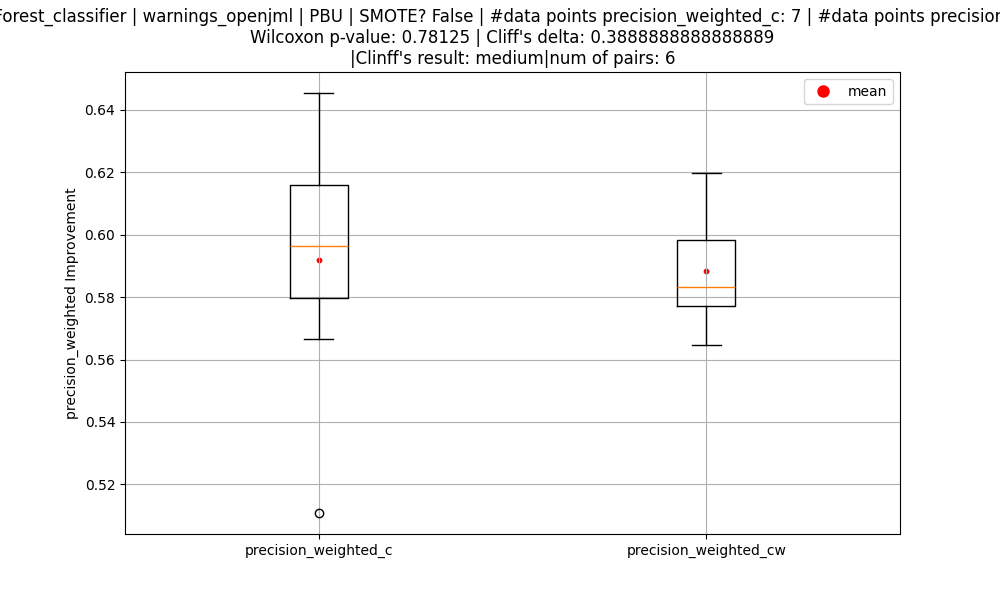 Forest_classifier | warnings_openjml | PBU | SMOTE? False | #data points precision_weighted_c: 7 | #data points precision
Wilcoxon p-value: 0.78125 | Cliff's delta: 0.3888888888888889
|Clinff's result: medium|num of pairs: 6
mean
0.64
0.62
0.60
0.58
0.56
0.54
0.52
precision_weighted Improvement
precision_weighted_c
precision_weighted_cw